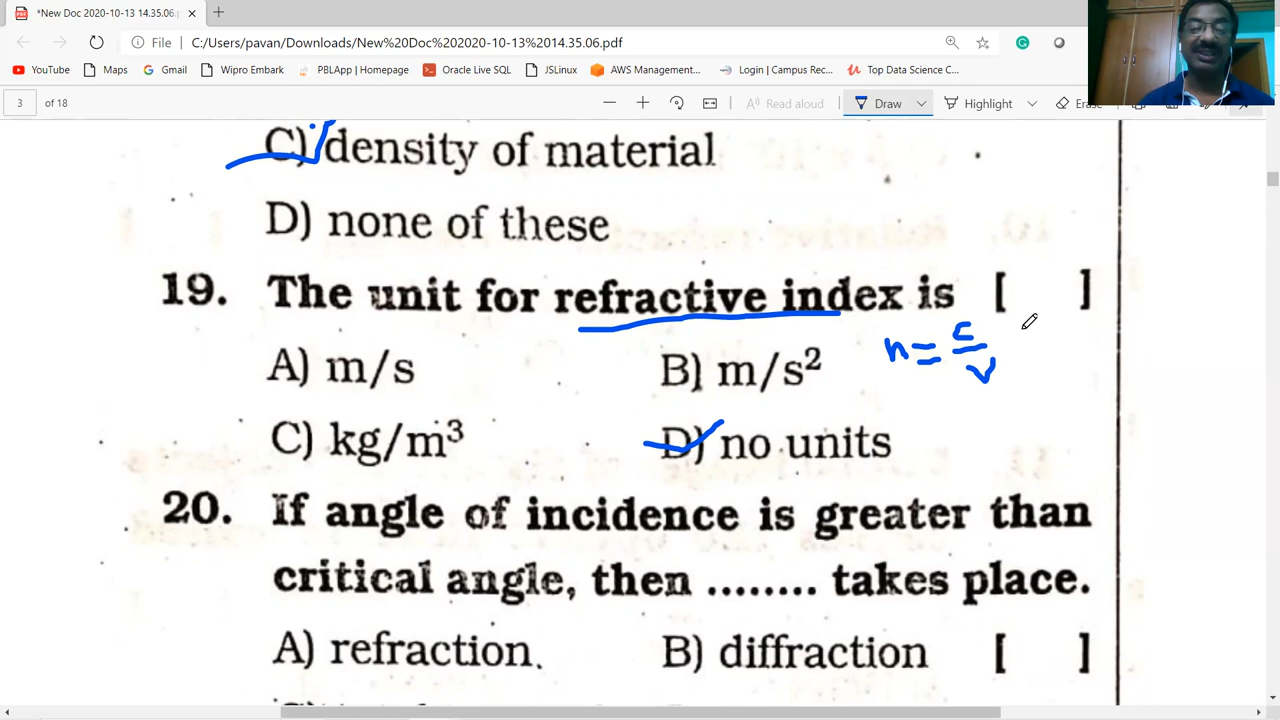 *New Doc 2020-10-13 14.35.06.p
File C:/Users/pavan/Downloads/New%20Doc%202020-10-13%2014.35.06.pdf
YouTube Maps Gmail Wipro Embark PBLApp | Homepage Oracle Live SQL JSLinux AWS Management... Login | Campus Rec... Top Data Science C...
3 of 18 Read aloud Draw Highlight Erase
C) density of material
D) none of these
19. The unit for refractive index is [ ]
A) m/s B) m/s²
n = c/v
C) kg/m³ D) no units
20. If angle of incidence is greater than
critical angle, then ........ takes place.
A) refraction. B) diffraction [ ]